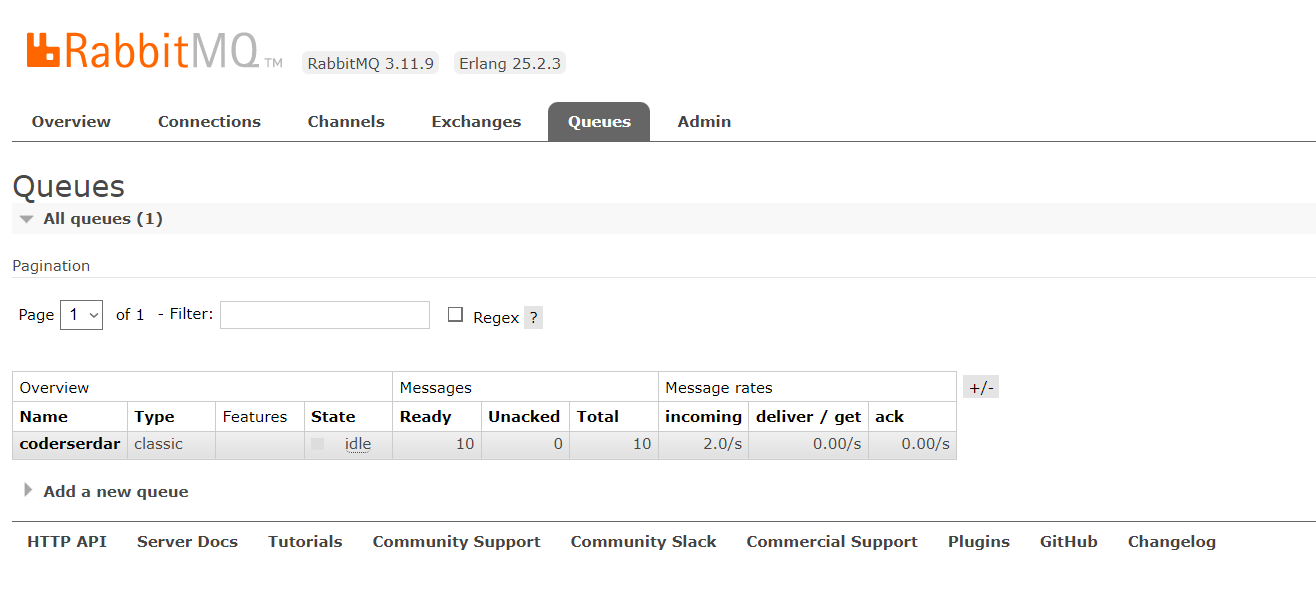 RabbitMQ TM RabbitMQ 3.11.9 Erlang 25.2.3
Overview Connections Channels Exchanges Queues Admin
Queues
All queues (1)
Pagination
Page 1 of 1 - Filter: Regex ?
Overview Messages Message rates +/-
Name Type Features State Ready Unacked Total incoming deliver / get ack
coderserdar classic idle 10 0 10 2.0/s 0.00/s 0.00/s
Add a new queue
HTTP API Server Docs Tutorials Community Support Community Slack Commercial Support Plugins GitHub Changelog